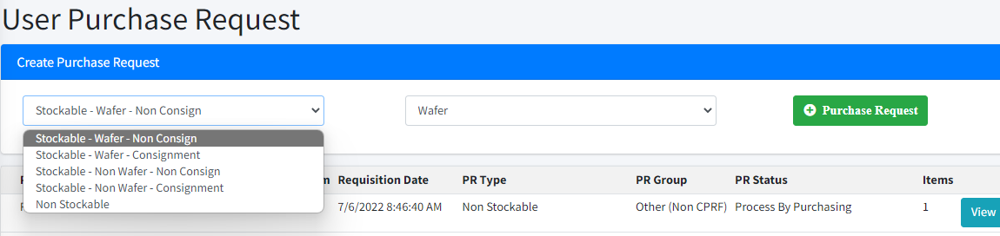 User Purchase Request
Create Purchase Request
Stockable - Wafer - Non Consign
Wafer
Purchase Request
Stockable - Wafer - Non Consign
Stockable - Wafer - Consignment
Stockable - Non Wafer - Non Consign
Stockable - Non Wafer - Consignment
Non Stockable
Requisition Date PR Type PR Group PR Status Items
7/6/2022 8:46:40 AM Non Stockable Other (Non CPRF) Process By Purchasing 1 View